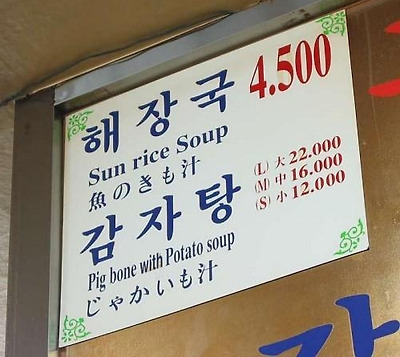 해장국 4.500
Sun rice Soup
魚のきも汁
감자탕 (L) 大 22.000
(M) 中 16.000
(S) 小 12.000
Pig bone with Potato soup
じゃかいも汁